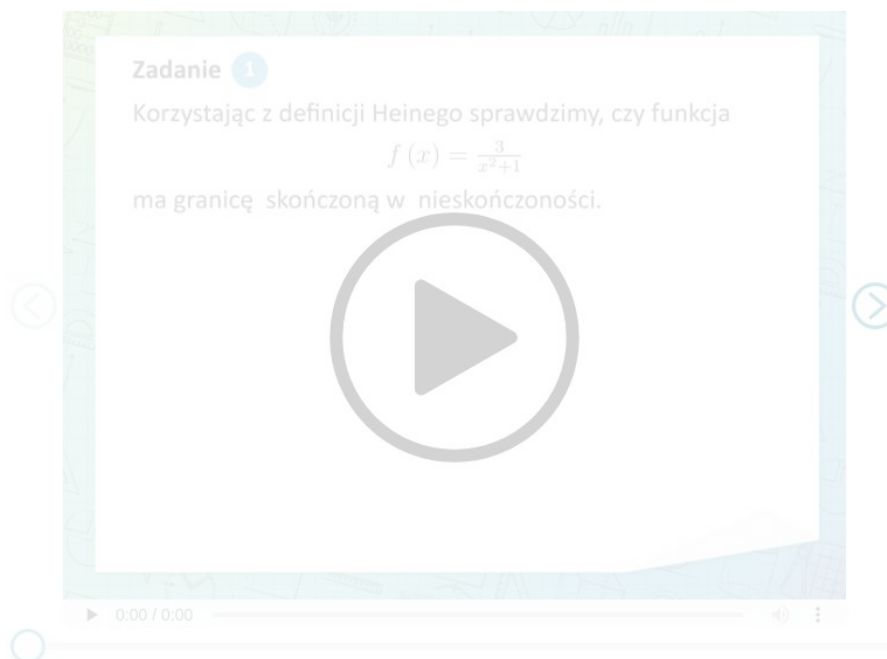 Zadanie 1
Korzystając z definicji Heinego sprawdzimy, czy funkcja
f (x) = 3/(x²+1)
ma granicę skończoną w nieskończoności.
0:00 / 0:00